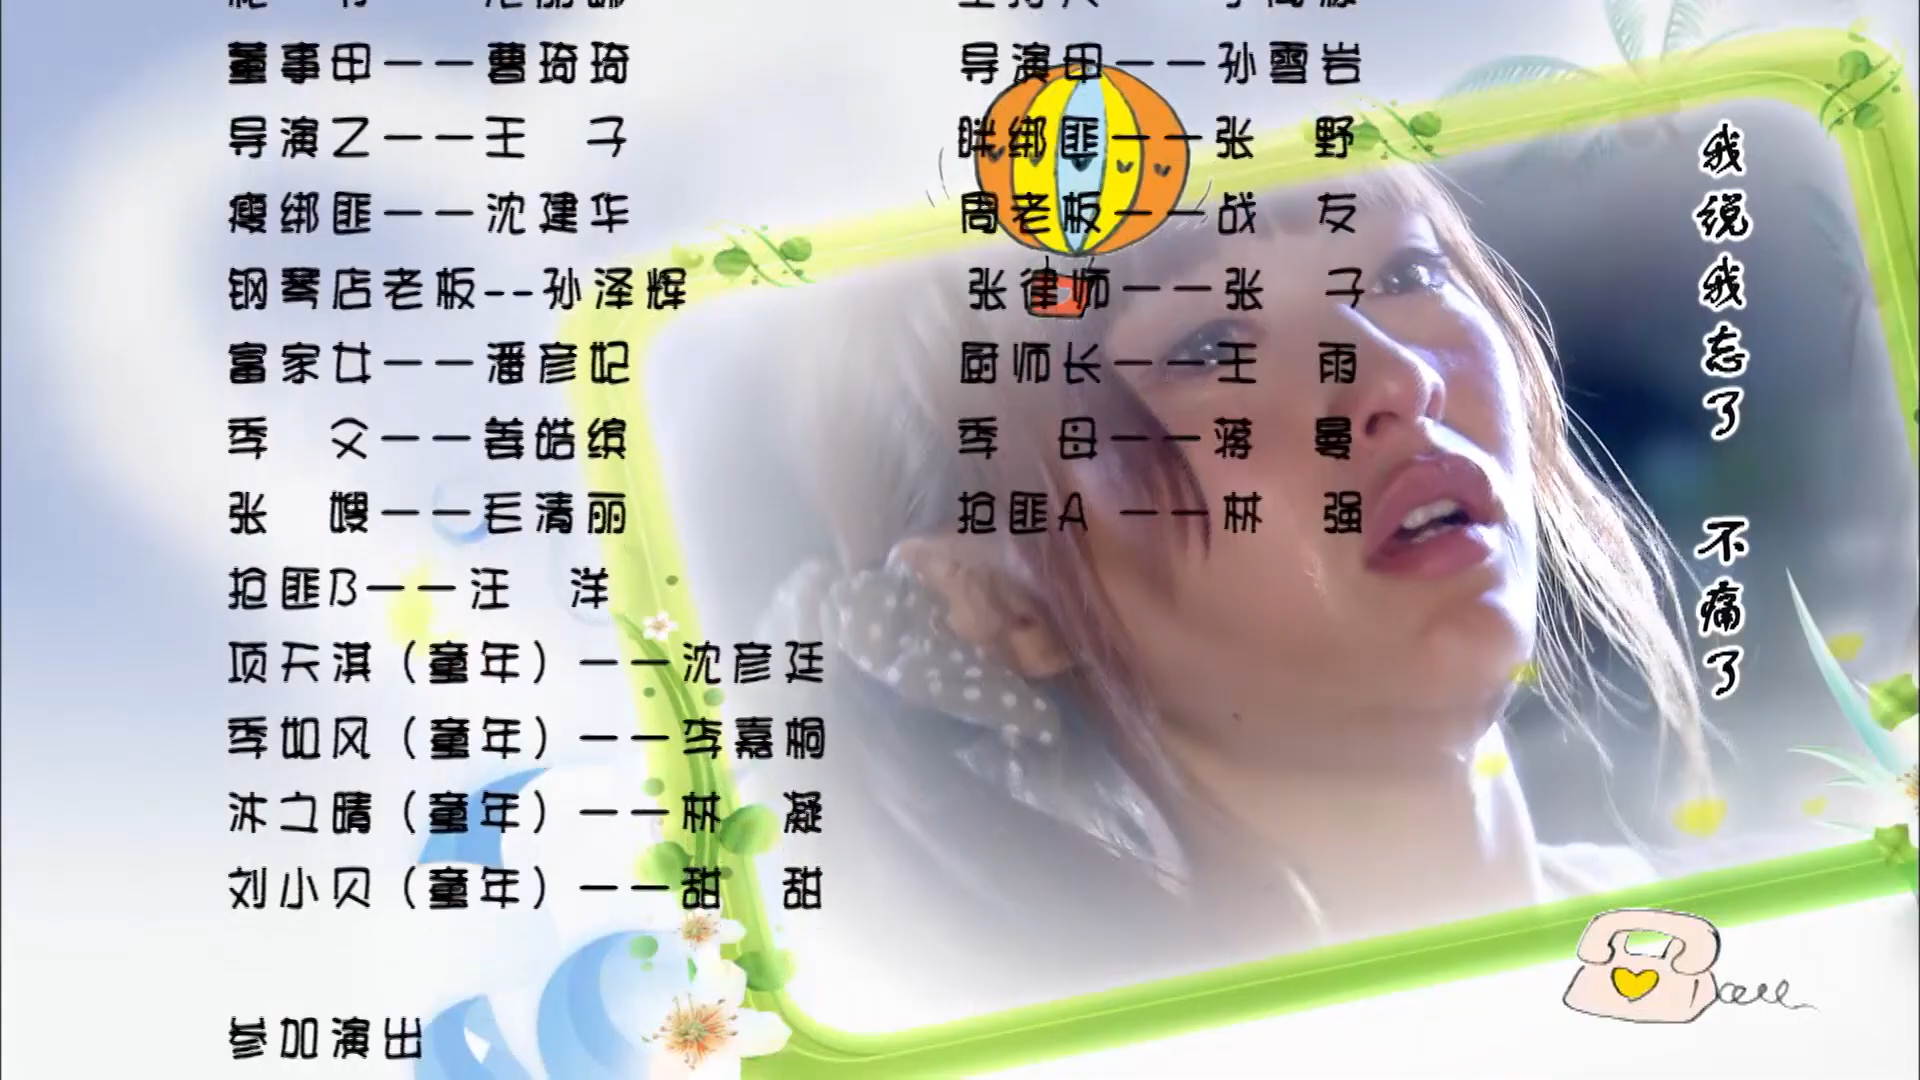 董事甲——曹琦琦
导演甲——孙雪岩
导演乙——王 子
胖绑匪——张 野
瘦绑匪——沈建华
周老板——战 友
钢琴店老板--孙泽辉
张律师——张 子
富家女——潘彦妃
厨师长——王 雨
季 父——姜皓缤
季 母——蒋 曼
张 嫂——毛清丽
抢匪A ——林 强
抢匪B——汪 洋
项天淇（童年）——沈彦廷
季如风（童年）——李嘉桐
沐之晴（童年）——林 凝
刘小贝（童年）——甜 甜
参加演出
我说我忘了 不痛了